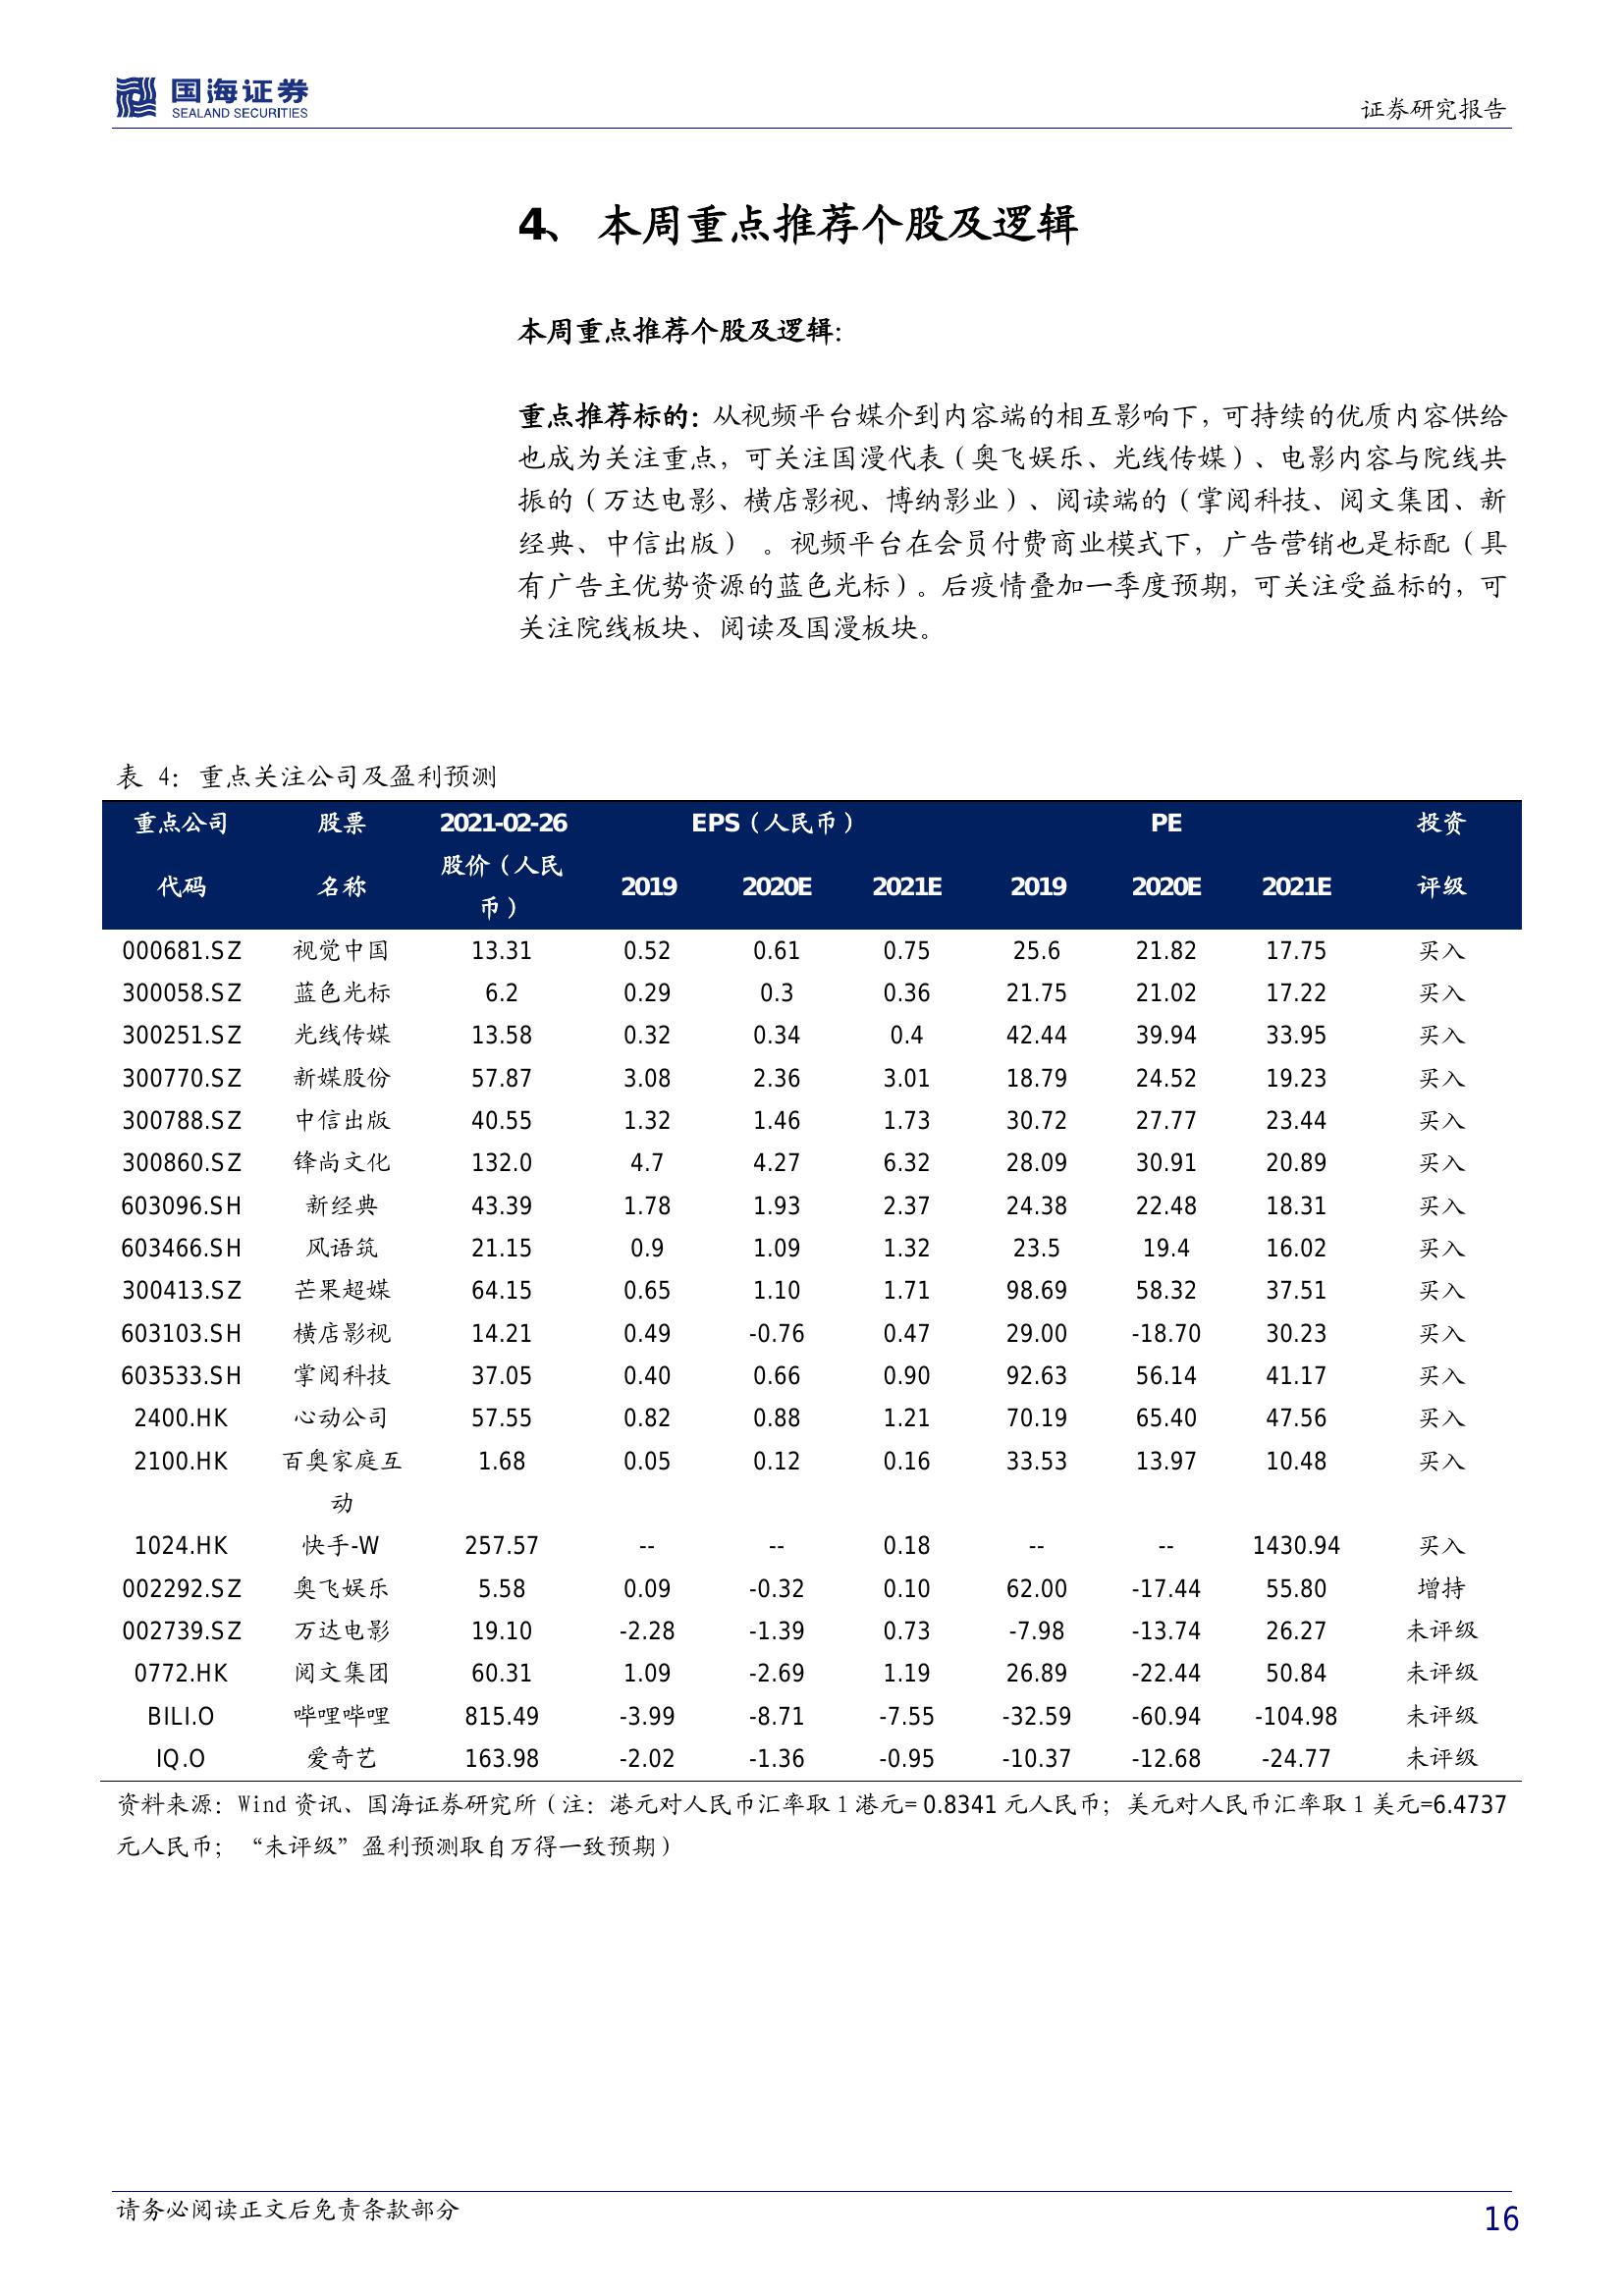 国海证券
SEALAND SECURITIES
证券研究报告
4、 本周重点推荐个股及逻辑
本周重点推荐个股及逻辑:
重点推荐标的：从视频平台媒介到内容端的相互影响下，可持续的优质内容供给
也成为关注重点，可关注国漫代表（奥飞娱乐、光线传媒）、电影内容与院线共
振的（万达电影、横店影视、博纳影业）、阅读端的（掌阅科技、阅文集团、新
经典、中信出版） 。视频平台在会员付费商业模式下，广告营销也是标配（具
有广告主优势资源的蓝色光标）。后疫情叠加一季度预期，可关注受益标的，可
关注院线板块、阅读及国漫板块。
表 4：重点关注公司及盈利预测
重点公司 股票 2021-02-26 EPS（人民币） PE 投资
代码 名称 股价（人民币） 2019 2020E 2021E 2019 2020E 2021E 评级
000681.SZ 视觉中国 13.31 0.52 0.61 0.75 25.6 21.82 17.75 买入
300058.SZ 蓝色光标 6.2 0.29 0.3 0.36 21.75 21.02 17.22 买入
300251.SZ 光线传媒 13.58 0.32 0.34 0.4 42.44 39.94 33.95 买入
300770.SZ 新媒股份 57.87 3.08 2.36 3.01 18.79 24.52 19.23 买入
300788.SZ 中信出版 40.55 1.32 1.46 1.73 30.72 27.77 23.44 买入
300860.SZ 锋尚文化 132.0 4.7 4.27 6.32 28.09 30.91 20.89 买入
603096.SH 新经典 43.39 1.78 1.93 2.37 24.38 22.48 18.31 买入
603466.SH 风语筑 21.15 0.9 1.09 1.32 23.5 19.4 16.02 买入
300413.SZ 芒果超媒 64.15 0.65 1.10 1.71 98.69 58.32 37.51 买入
603103.SH 横店影视 14.21 0.49 -0.76 0.47 29.00 -18.70 30.23 买入
603533.SH 掌阅科技 37.05 0.40 0.66 0.90 92.63 56.14 41.17 买入
2400.HK 心动公司 57.55 0.82 0.88 1.21 70.19 65.40 47.56 买入
2100.HK 百奥家庭互动 1.68 0.05 0.12 0.16 33.53 13.97 10.48 买入
1024.HK 快手-W 257.57 -- -- 0.18 -- -- 1430.94 买入
002292.SZ 奥飞娱乐 5.58 0.09 -0.32 0.10 62.00 -17.44 55.80 增持
002739.SZ 万达电影 19.10 -2.28 -1.39 0.73 -7.98 -13.74 26.27 未评级
0772.HK 阅文集团 60.31 1.09 -2.69 1.19 26.89 -22.44 50.84 未评级
BILI.O 哔哩哔哩 815.49 -3.99 -8.71 -7.55 -32.59 -60.94 -104.98 未评级
IQ.O 爱奇艺 163.98 -2.02 -1.36 -0.95 -10.37 -12.68 -24.77 未评级
资料来源：Wind 资讯、国海证券研究所（注：港元对人民币汇率取 1 港元= 0.8341 元人民币；美元对人民币汇率取 1 美元=6.4737
元人民币； “未评级”盈利预测取自万得一致预期）
请务必阅读正文后免责条款部分
16